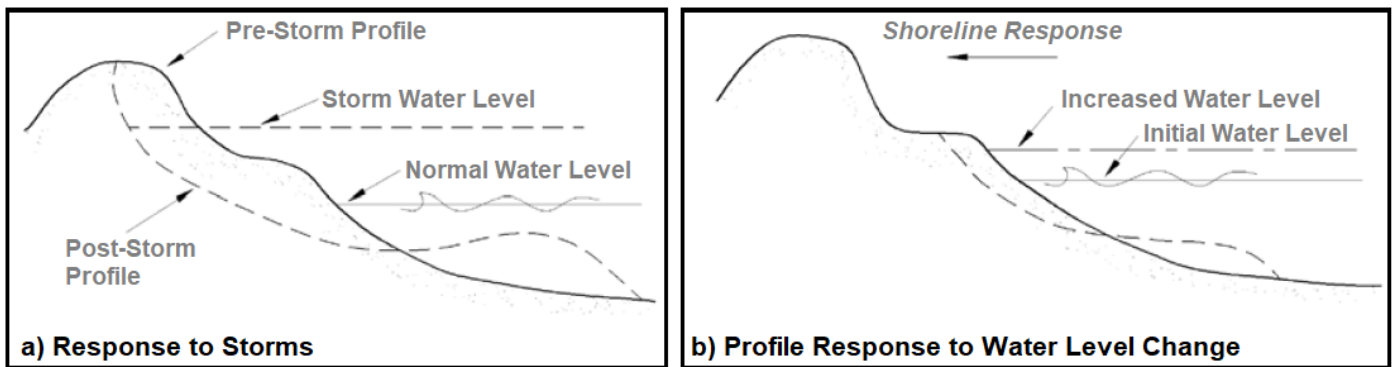 Pre-Storm Profile
Storm Water Level
Normal Water Level
Post-Storm
Profile
a) Response to Storms
Shoreline Response
Increased Water Level
Initial Water Level
b) Profile Response to Water Level Change